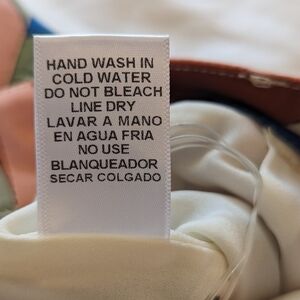 HAND WASH IN
COLD WATER
DO NOT BLEACH
LINE DRY
LAVAR A MANO
EN AGUA FRIA
NO USE
BLANQUEADOR
SECAR COLGADO